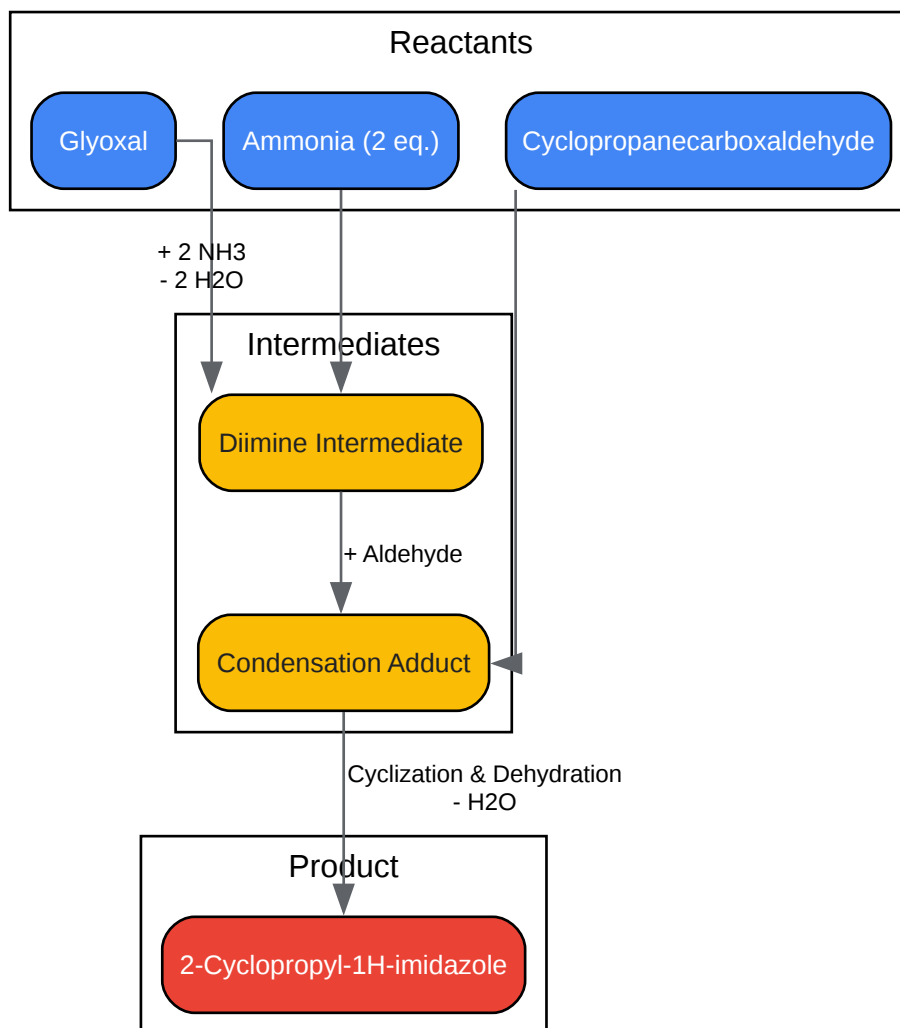 Reactants
Glyoxal
Ammonia (2 eq.)
Cyclopropanecarboxaldehyde
+ 2 NH3
- 2 H2O
Intermediates
Diimine Intermediate
+ Aldehyde
Condensation Adduct
Cyclization & Dehydration
- H2O
Product
2-Cyclopropyl-1H-imidazole